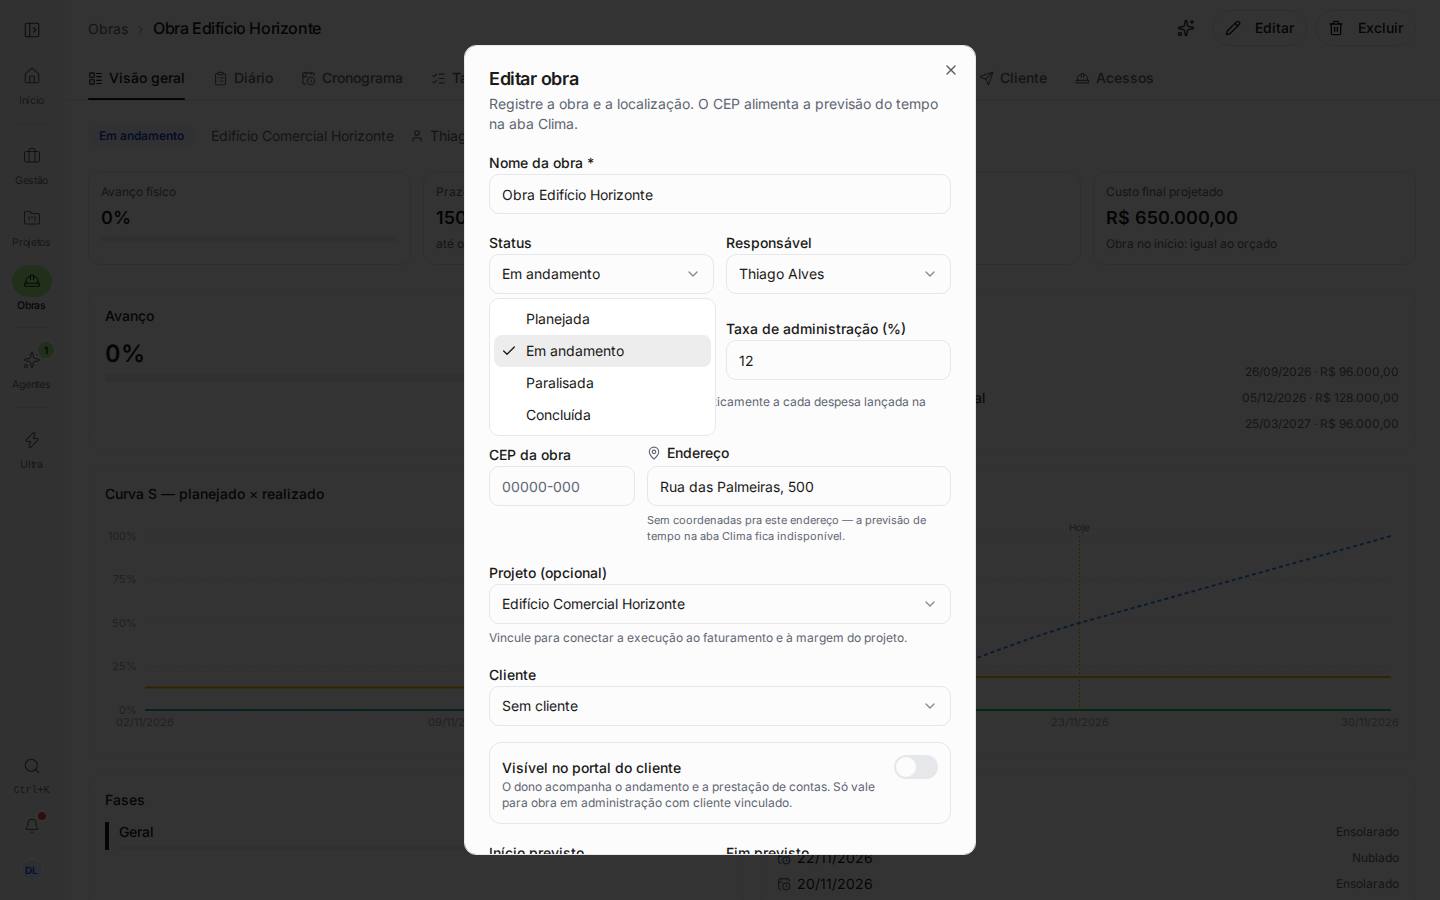 Obras
Obra Edifício Horizonte
Editar
Excluir
Visão geral
Diário
Cronograma
Cliente
Acessos
Início
Gestão
Projetos
Obras
1
Agentes
Ultra
Ctrl+K
DL
Em andamento
Edifício Comercial Horizonte
Avanço físico
0%
150
Custo final projetado
R$ 650.000,00
Obra no início: igual ao orçado
Avanço
0%
26/09/2026 · R$ 96.000,00
05/12/2026 · R$ 128.000,00
25/03/2027 · R$ 96.000,00
Curva S — planejado × realizado
100%
75%
50%
25%
0%
02/11/2026
Hoje
23/11/2026
30/11/2026
Fases
Geral
Ensolarado
22/11/2026
Nublado
20/11/2026
Ensolarado
Editar obra
Registre a obra e a localização. O CEP alimenta a previsão do tempo
na aba Clima.
Nome da obra *
Obra Edifício Horizonte
Status
Responsável
Em andamento
Thiago Alves
Planejada
Em andamento
Paralisada
Concluída
Taxa de administração (%)
12
a cada despesa lançada na
CEP da obra
Endereço
00000-000
Rua das Palmeiras, 500
Sem coordenadas pra este endereço — a previsão de
tempo na aba Clima fica indisponível.
Projeto (opcional)
Edifício Comercial Horizonte
Vincule para conectar a execução ao faturamento e à margem do projeto.
Cliente
Sem cliente
Visível no portal do cliente
O dono acompanha o andamento e a prestação de contas. Só vale
para obra em administração com cliente vinculado.
Início previsto
Fim previsto